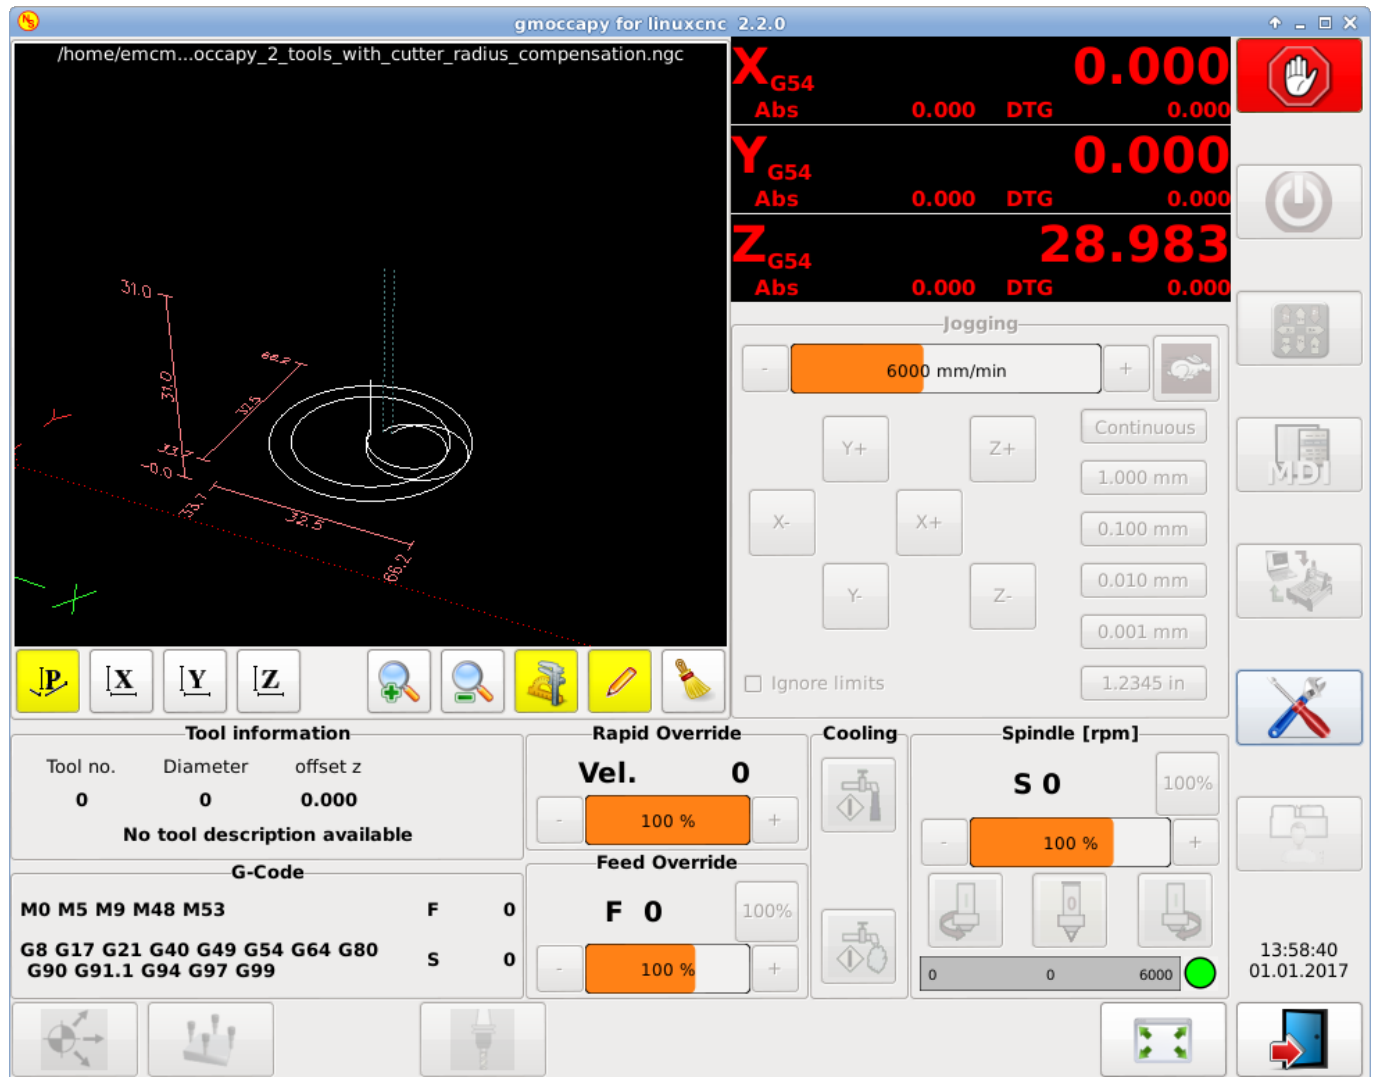 gmoccapy for linuxcnc 2.2.0
/home/emcm...occapy_2_tools_with_cutter_radius_compensation.ngc
X G54 0.000
Abs 0.000 DTG 0.000
Y G54 0.000
Abs 0.000 DTG 0.000
Z G54 28.983
Abs 0.000 DTG 0.000
31.0
31.0
-0.0
66.2
32.5
33.7
33.7
32.5
66.2
Y
X
Jogging
- 6000 mm/min +
Continuous
Y+ Z+
1.000 mm
X- X+
0.100 mm
Y- Z-
0.010 mm
0.001 mm
Ignore limits
1.2345 in
MDI
P X Y Z
Tool information
Tool no. Diameter offset z
0 0 0.000
No tool description available
G-Code
M0 M5 M9 M48 M53 F 0
G8 G17 G21 G40 G49 G54 G64 G80 S 0
G90 G91.1 G94 G97 G99
Rapid Override
Vel. 0
- 100 % +
Feed Override
F 0 100%
- 100 % +
Cooling
Spindle [rpm]
S 0 100%
- 100 % +
0
0 0 6000
13:58:40
01.01.2017